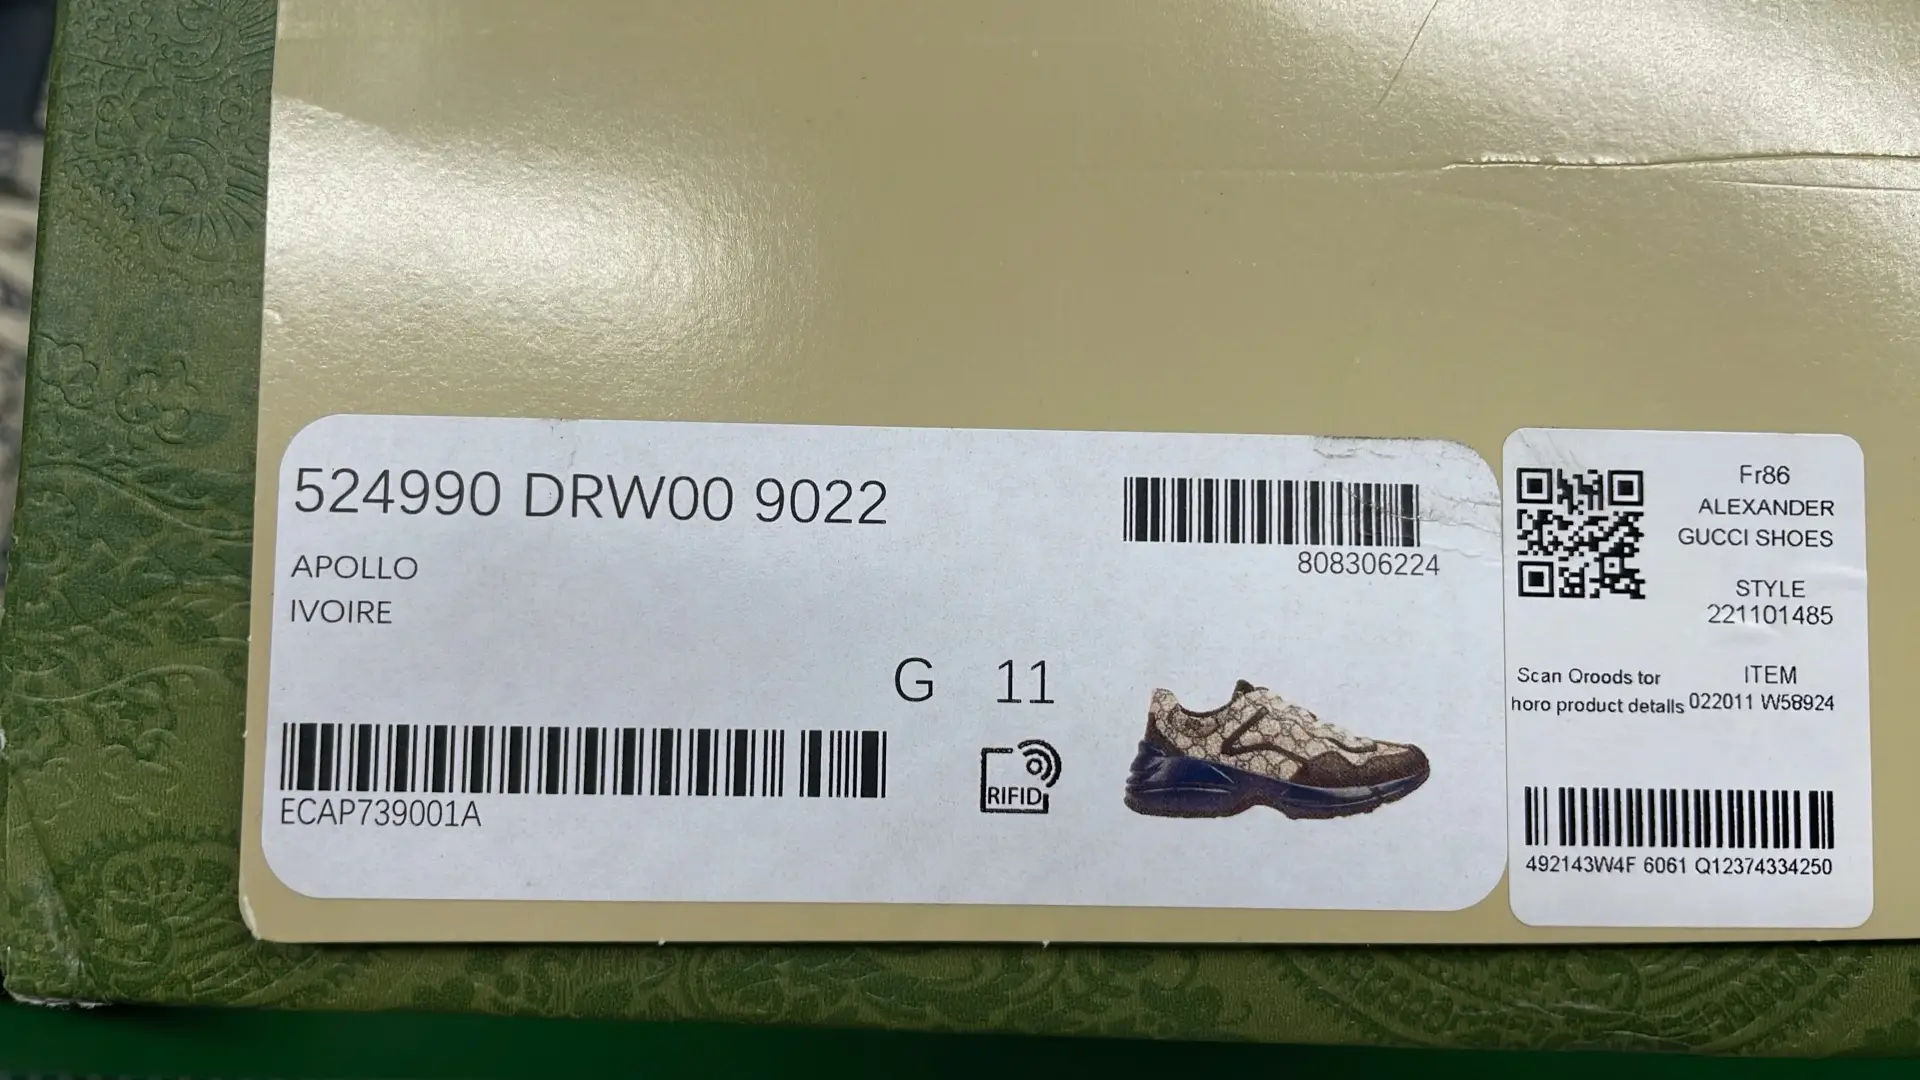 524990 DRW00 9022
APOLLO
IVOIRE
808306224
G 11
ECAP739001A
RIFID
Fr86
ALEXANDER
GUCCI SHOES
STYLE
221101485
Scan Oroods tor
horo product detalls
ITEM
022011 W58924
492143W4F 6061 Q12374334250